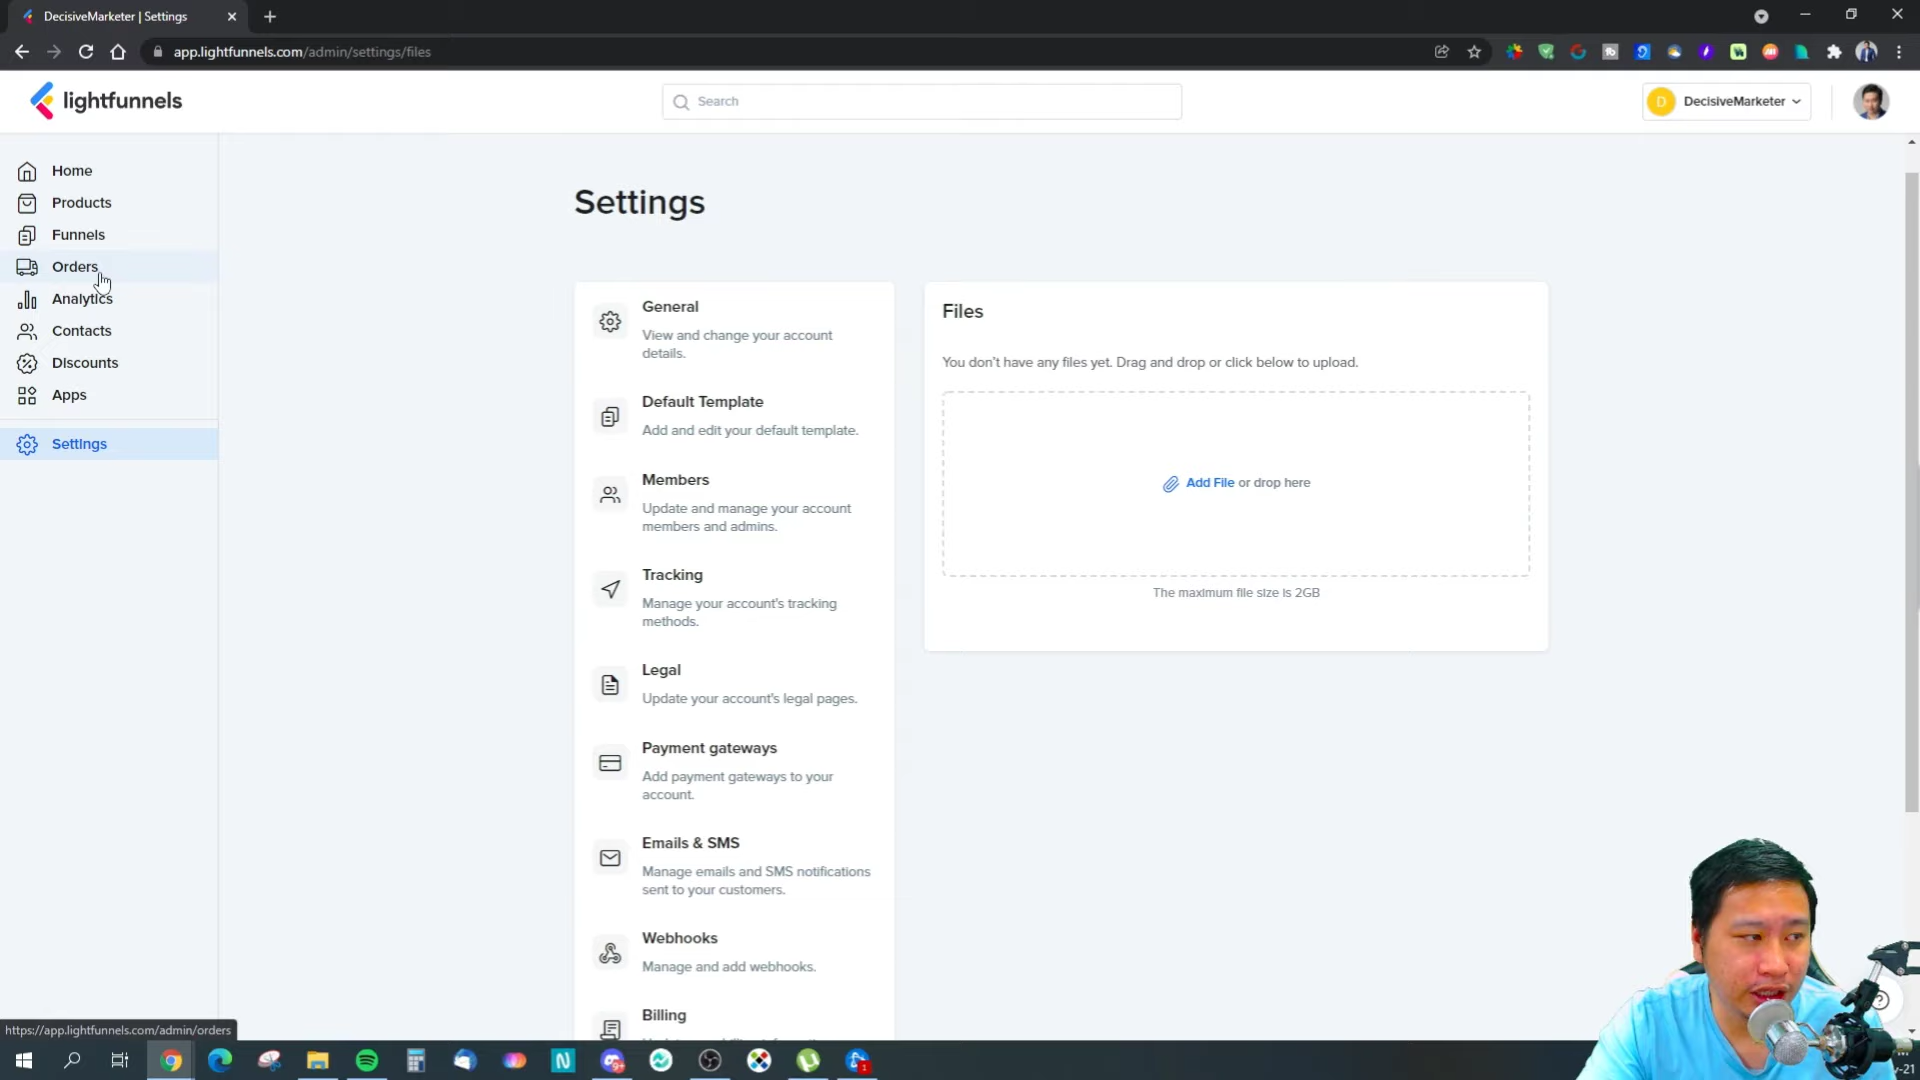 DecisiveMarketer | Settings
app.lightfunnels.com/admin/settings/files
lightfunnels
Search
D DecisiveMarketer
Home
Products
Funnels
Orders
Analytics
Contacts
Discounts
Apps
Settings
Settings
General
View and change your account
details.
Default Template
Add and edit your default template.
Members
Update and manage your account
members and admins.
Tracking
Manage your account's tracking
methods.
Legal
Update your account's legal pages.
Payment gateways
Add payment gateways to your
account.
Emails & SMS
Manage emails and SMS notifications
sent to your customers.
Webhooks
Manage and add webhooks.
Billing
Files
You don't have any files yet. Drag and drop or click below to upload.
Add File or drop here
The maximum file size is 2GB
https://app.lightfunnels.com/admin/orders